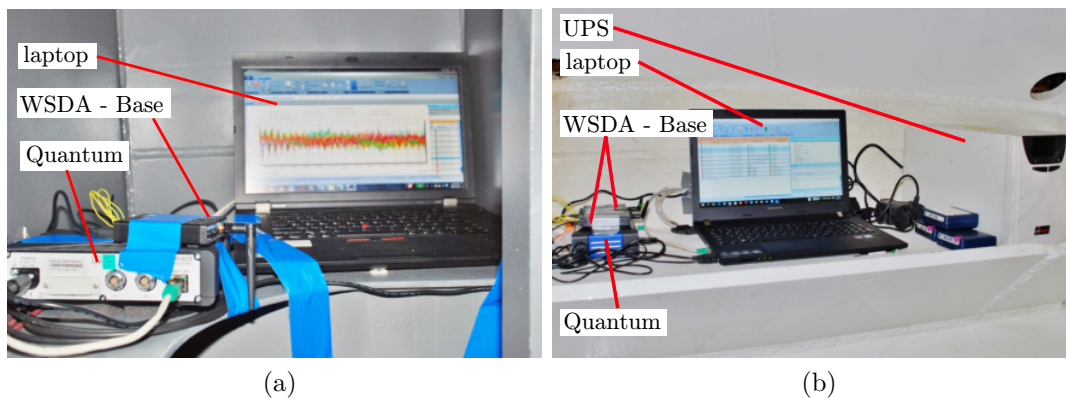 laptop
WSDA - Base
Quantum
UPS
laptop
WSDA - Base
Quantum
(a)
(b)